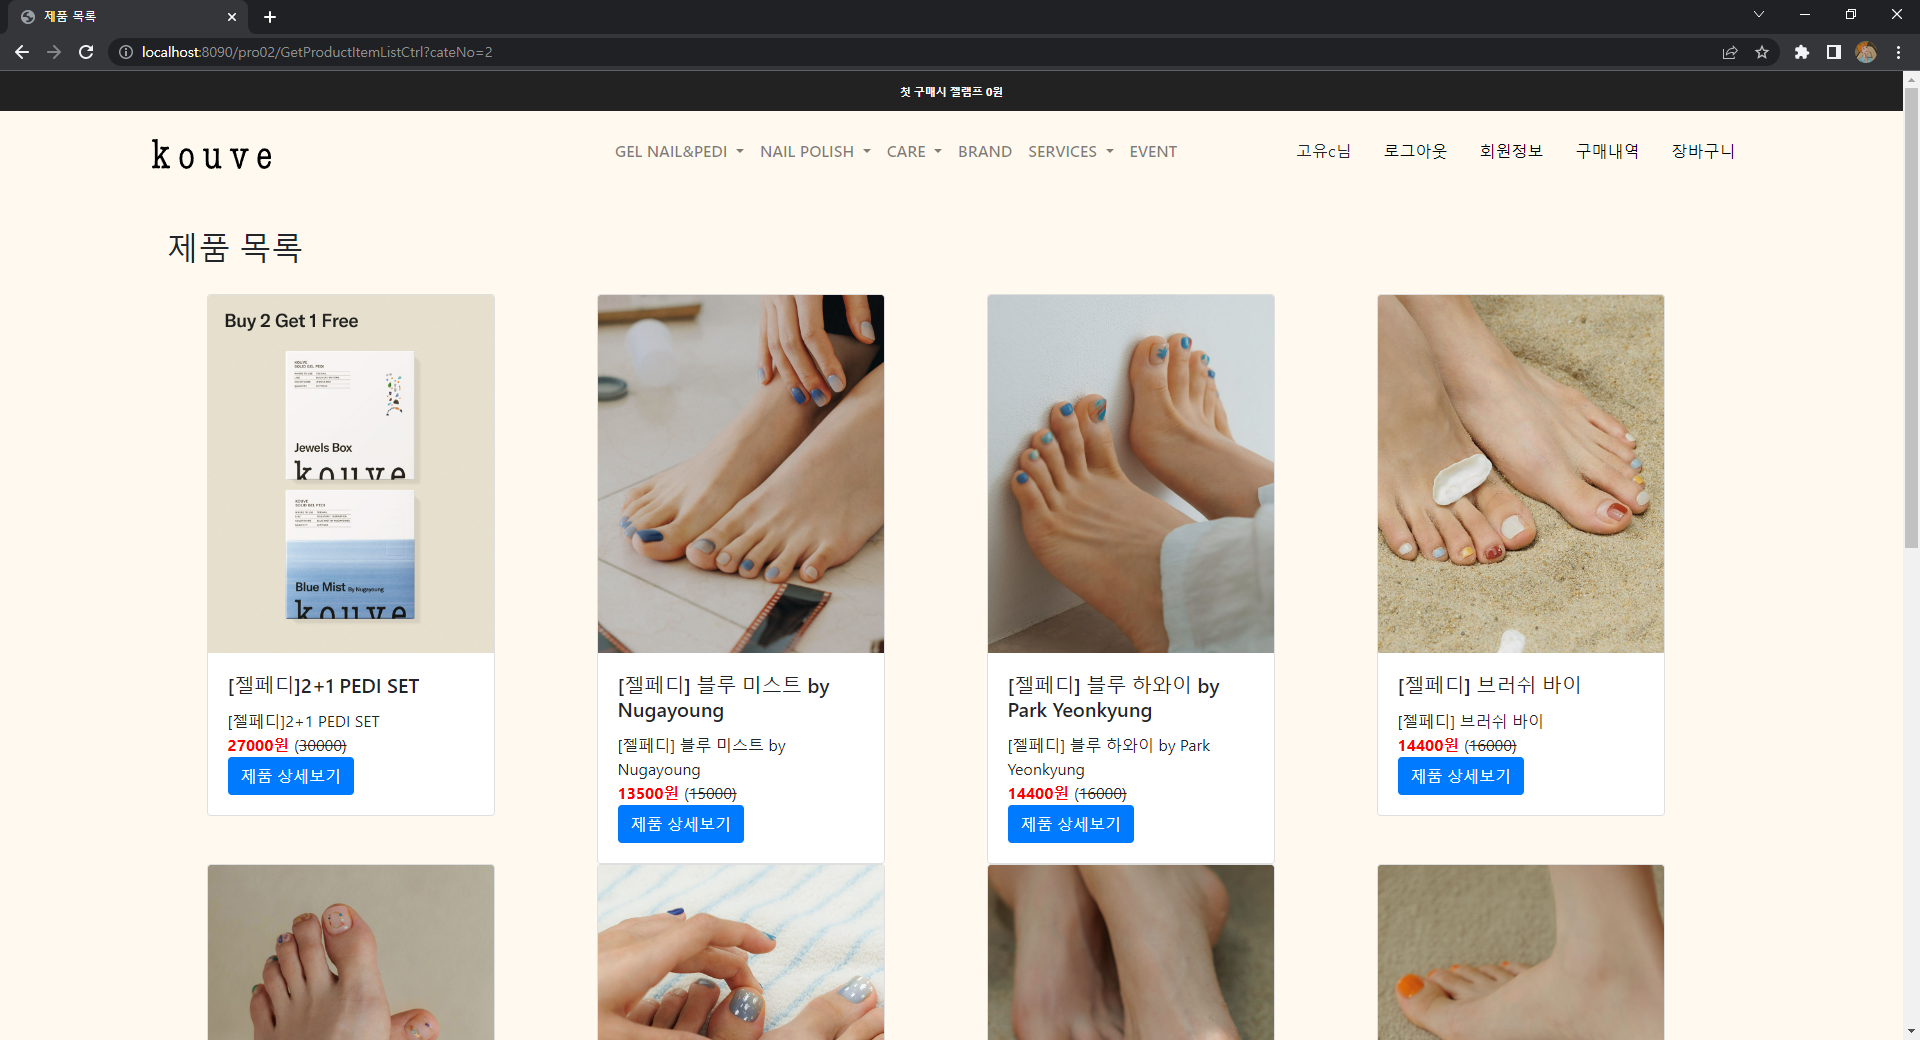 제품 목록
localhost:8090/pro02/GetProductItemListCtrl?cateNo=2
첫 구매시 젤램프 0원
kouve
GEL NAIL&PEDI
NAIL POLISH
CARE
BRAND
SERVICES
EVENT
고유c님
로그아웃
회원정보
구매내역
장바구니
제품 목록
Buy 2 Get 1 Free
KOUVE
SOLID GEL PEDI
Jewels Box
kouve
KOUVE
SOLID GEL PEDI
Blue Mist By Nugayoung
kouve
[젤페디]2+1 PEDI SET
[젤페디]2+1 PEDI SET
27000원 (30000)
제품 상세보기
[젤페디] 블루 미스트 by
Nugayoung
[젤페디] 블루 미스트 by
Nugayoung
13500원 (15000)
제품 상세보기
[젤페디] 블루 하와이 by
Park Yeonkyung
[젤페디] 블루 하와이 by Park
Yeonkyung
14400원 (16000)
제품 상세보기
[젤페디] 브러쉬 바이
[젤페디] 브러쉬 바이
14400원 (16000)
제품 상세보기